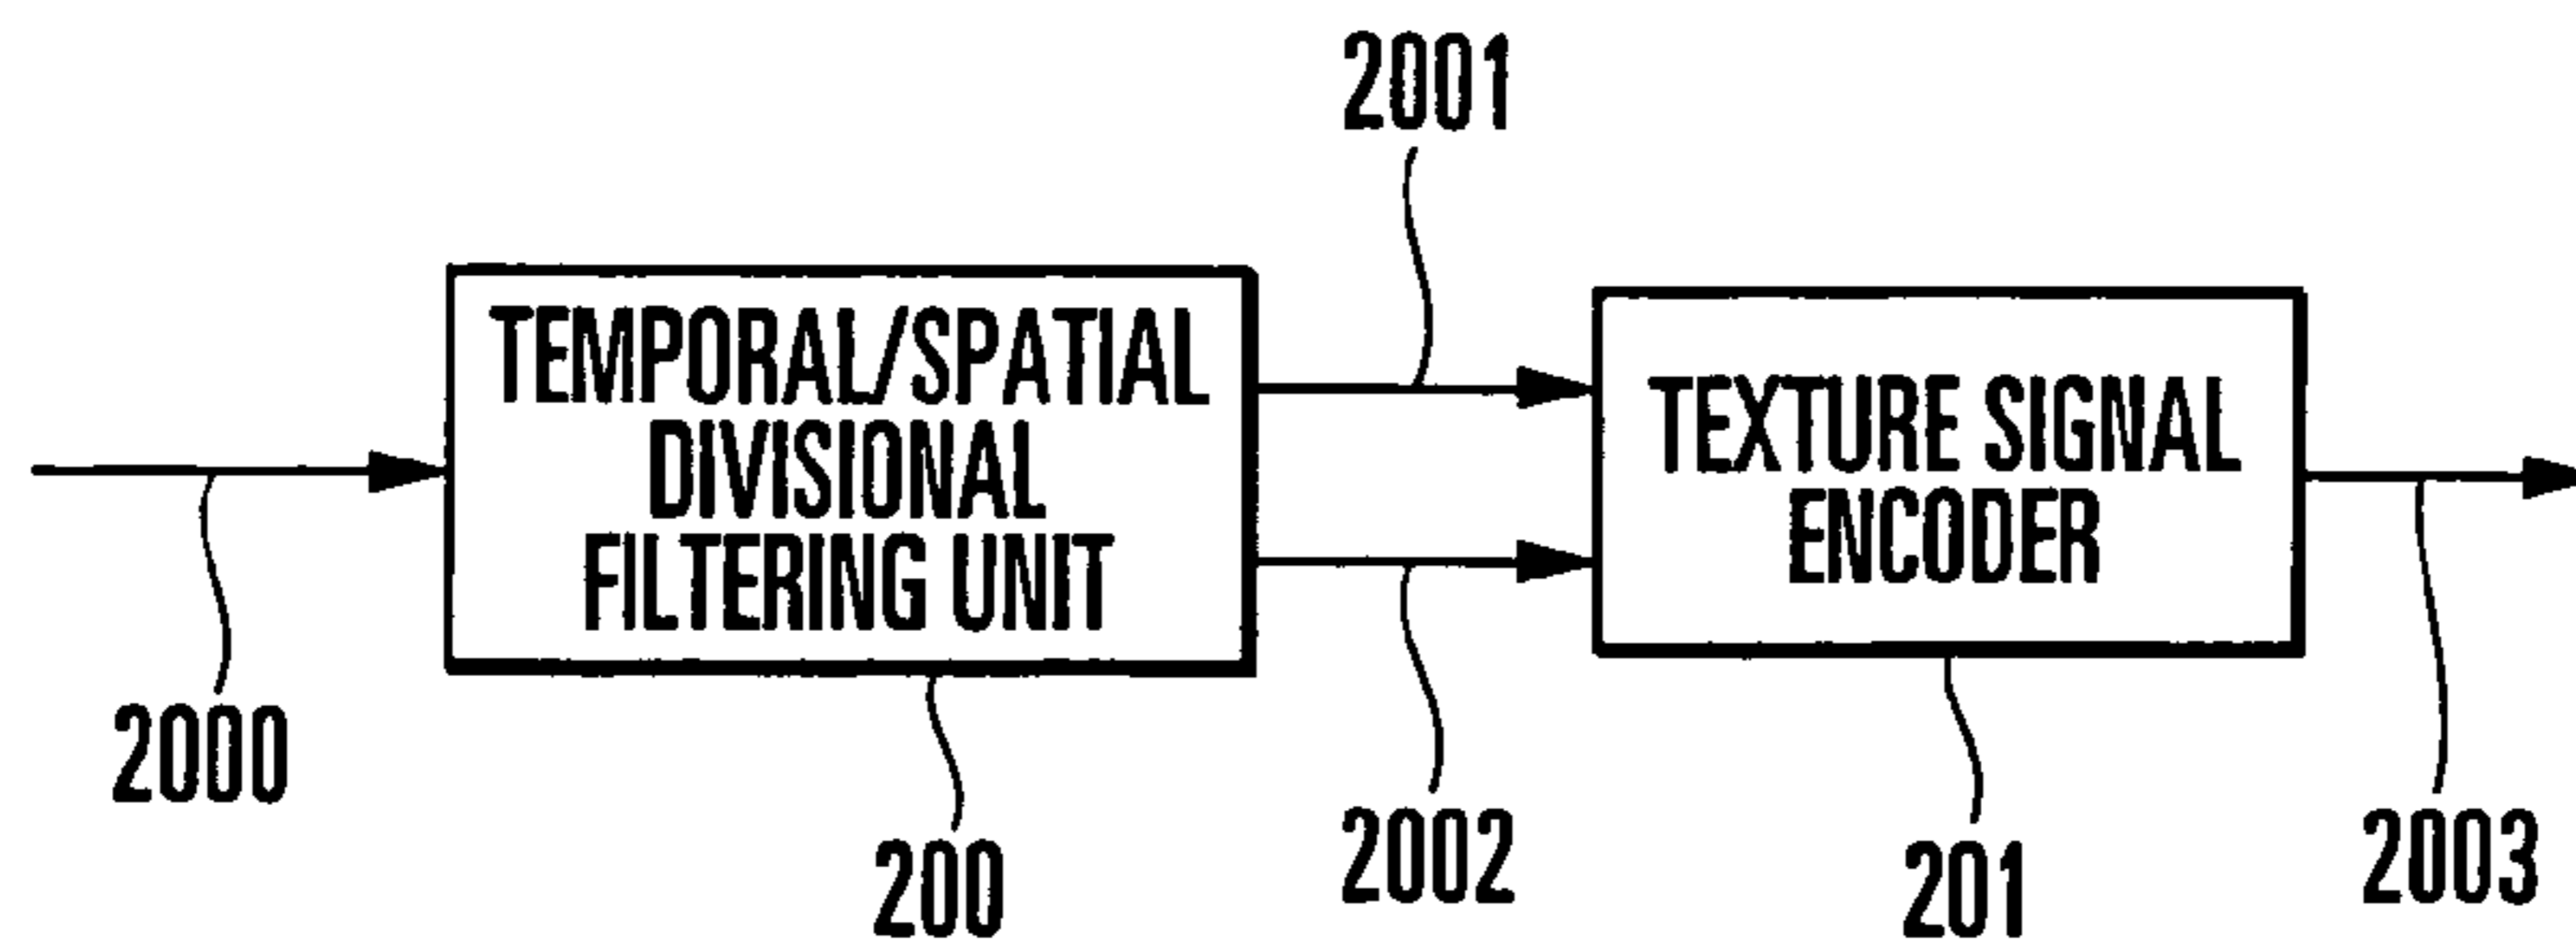 2001
TEMPORAL/SPATIAL
DIVISIONAL
FILTERING UNIT
TEXTURE SIGNAL
ENCODER
2000
200
2002
201
2003